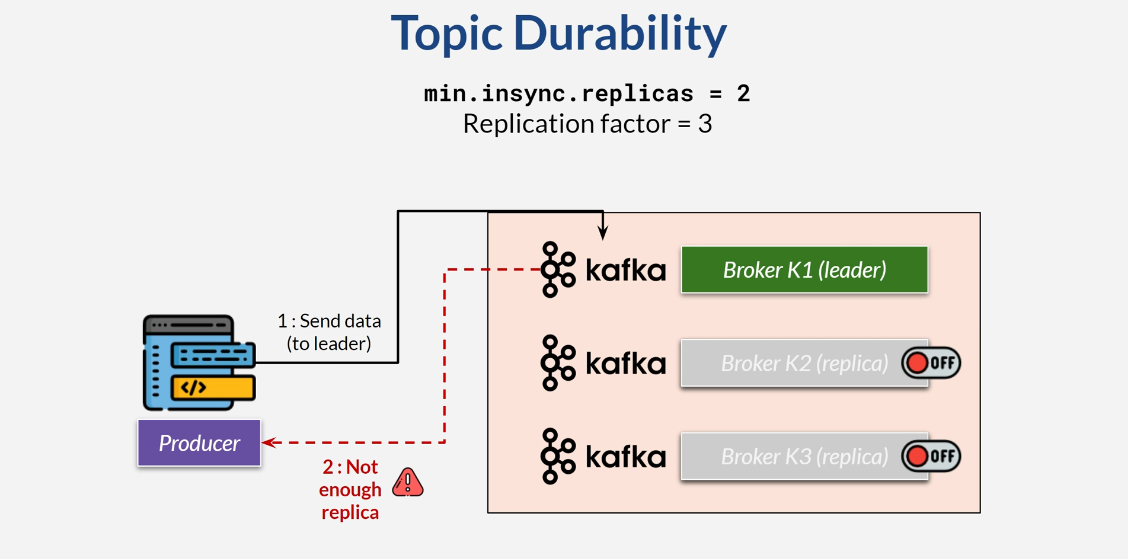 Topic Durability
min.insync.replicas = 2
Replication factor = 3
1 : Send data
(to leader)
kafka
Broker K1 (leader)
kafka
Broker K2 (replica)
OFF
</>
Producer
2 : Not
enough
replica
kafka
Broker K3 (replica)
OFF